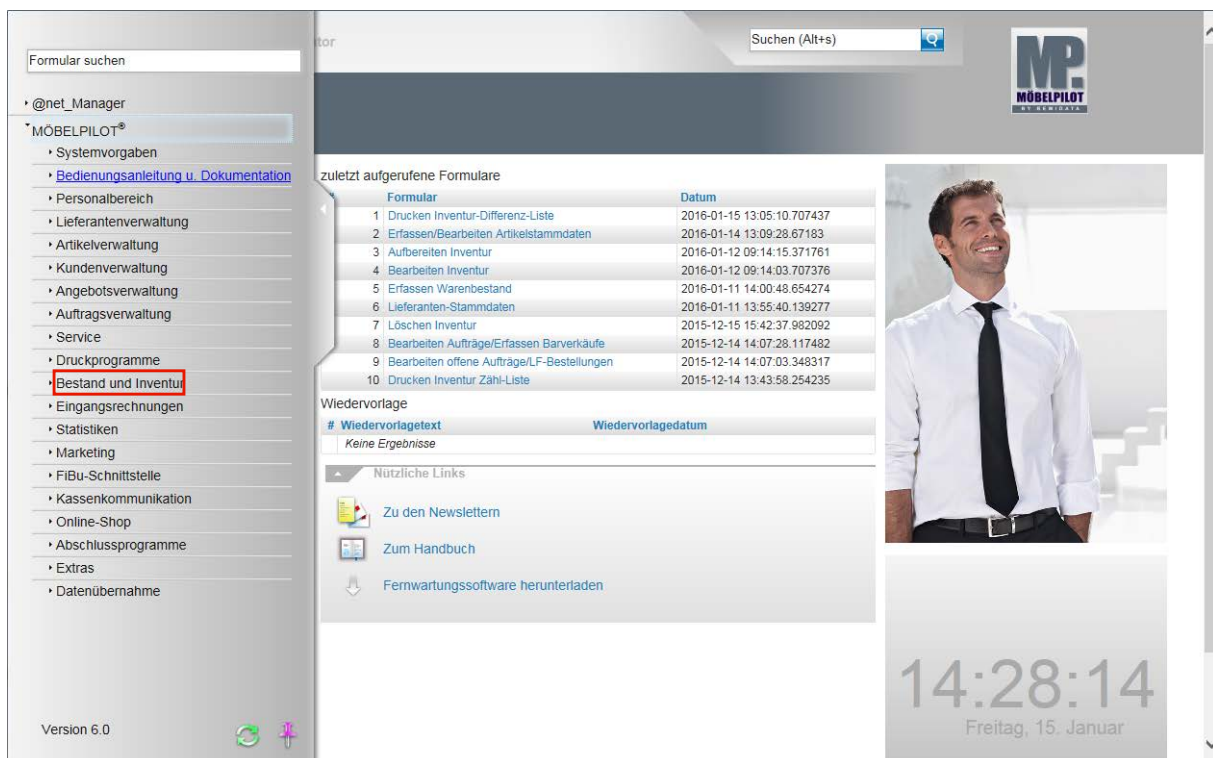 itor
Suchen (Alt+s)
MP.
MÖBELPILOT
BY REMIDATA
Formular suchen
@net_Manager
MÖBELPILOT®
Systemvorgaben
Bedienungsanleitung u. Dokumentation
Personalbereich
Lieferantenverwaltung
Artikelverwaltung
Kundenverwaltung
Angebotsverwaltung
Auftragsverwaltung
Service
Druckprogramme
Bestand und Inventur
Eingangsrechnungen
Statistiken
Marketing
FiBu-Schnittstelle
Kassenkommunikation
Online-Shop
Abschlussprogramme
Extras
Datenübernahme
Version 6.0
zuletzt aufgerufene Formulare
Formular Datum
1 Drucken Inventur-Differenz-Liste 2016-01-15 13:05:10.707437
2 Erfassen/Bearbeiten Artikelstammdaten 2016-01-14 13:09:28.67183
3 Aufbereiten Inventur 2016-01-12 09:14:15.371761
4 Bearbeiten Inventur 2016-01-12 09:14:03.707376
5 Erfassen Warenbestand 2016-01-11 14:00:48.654274
6 Lieferanten-Stammdaten 2016-01-11 13:55:40.139277
7 Löschen Inventur 2015-12-15 15:42:37.982092
8 Bearbeiten Aufträge/Erfassen Barverkäufe 2015-12-14 14:07:28.117482
9 Bearbeiten offene Aufträge/LF-Bestellungen 2015-12-14 14:07:03.348317
10 Drucken Inventur Zähl-Liste 2015-12-14 13:43:58.254235
Wiedervorlage
# Wiedervorlagetext Wiedervorlagedatum
Keine Ergebnisse
Nützliche Links
Zu den Newslettern
Zum Handbuch
Fernwartungssoftware herunterladen
14:28:14
Freitag, 15. Januar